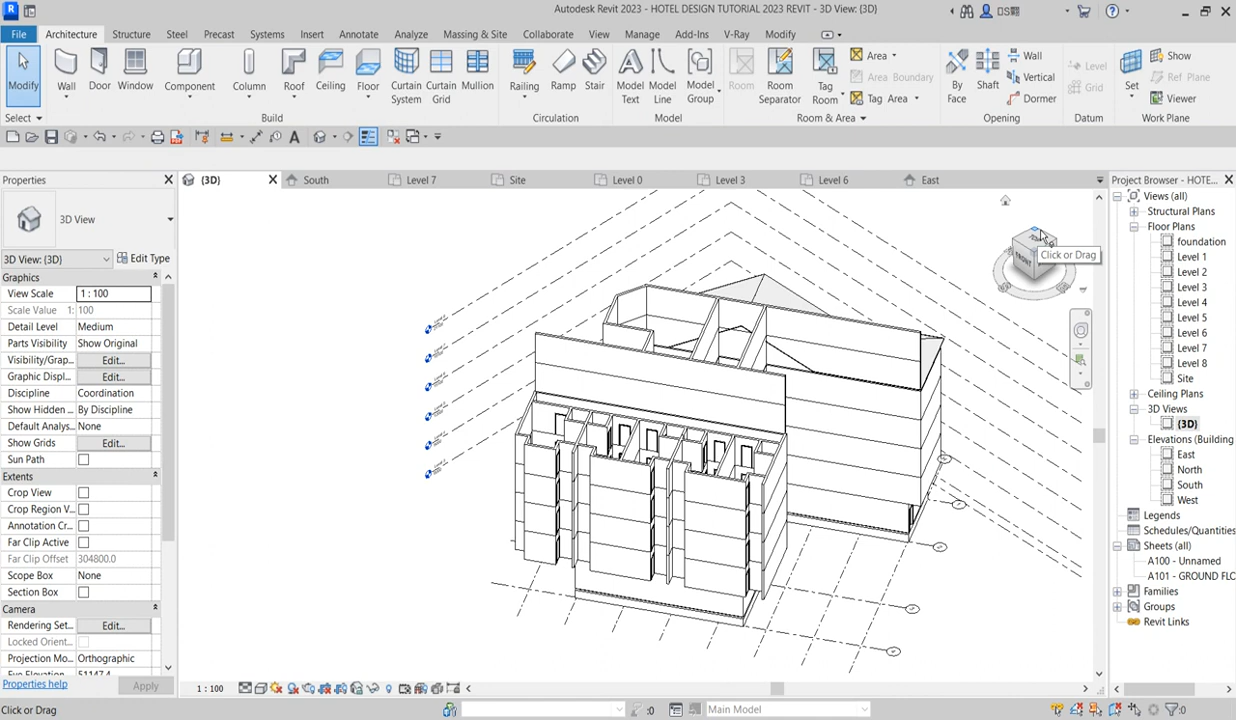 Autodesk Revit 2023 - HOTEL DESIGN TUTORIAL 2023 REVIT - 3D View: {3D}
File Architecture Structure Steel Precast Systems Insert Annotate Analyze Massing & Site Collaborate View Manage Add-Ins V-Ray Modify
Modify Wall Door Window Component Column Roof Ceiling Floor Curtain System Curtain Grid Mullion Railing Ramp Stair Model Text Model Line Model Group Room Room Separator Tag Room
Area
Area Boundary
Tag Area
By Face Shaft Wall
Vertical
Dormer
Level
Grid
Set Show
Ref Plane
Viewer
Select Build Circulation Model Room & Area Opening Datum Work Plane
Properties
{3D} South Level 7 Site Level 0 Level 3 Level 6 East
Project Browser - HOTE...
3D View
3D View: {3D} Edit Type
Graphics
View Scale 1 : 100
Scale Value 1: 100
Detail Level Medium
Parts Visibility Show Original
Visibility/Grap... Edit...
Graphic Displ... Edit...
Discipline Coordination
Show Hidden ... By Discipline
Default Analys... None
Show Grids Edit...
Sun Path
Extents
Crop View
Crop Region V...
Annotation Cr...
Far Clip Active
Far Clip Offset 304800.0
Scope Box None
Section Box
Camera
Rendering Set... Edit...
Locked Orient...
Projection Mo... Orthographic
Properties help Apply
FRONT
Click or Drag
Views (all)
Structural Plans
Floor Plans
foundation
Level 1
Level 2
Level 3
Level 4
Level 5
Level 6
Level 7
Level 8
Site
Ceiling Plans
3D Views
{3D}
Elevations (Building
East
North
South
West
Legends
Schedules/Quantities
Sheets (all)
A100 - Unnamed
A101 - GROUND FLC
Families
Groups
Revit Links
1 : 100
Click or Drag :0 Main Model :0